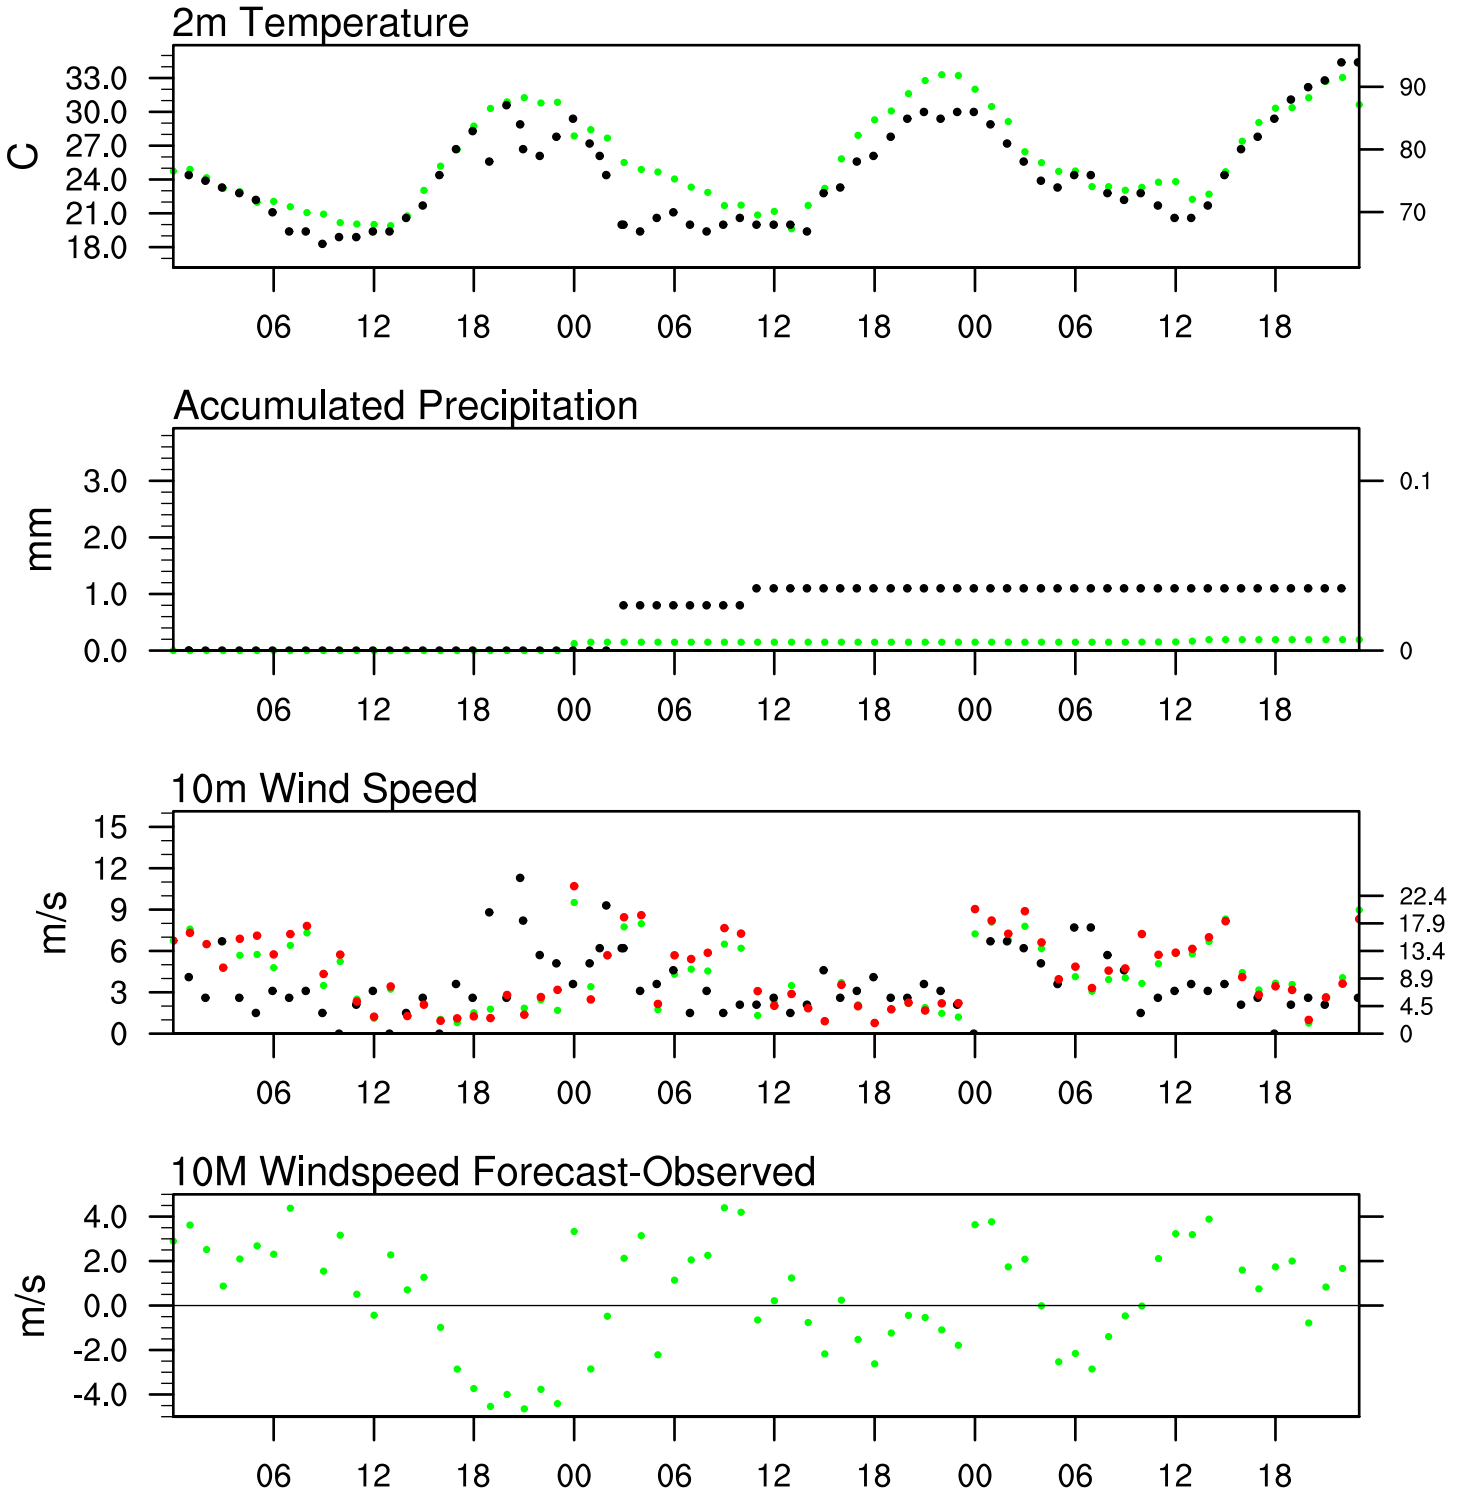 2m Temperature
33.0
30.0
27.0
24.0
21.0
18.0
C
90
80
70
06 12 18 00 06 12 18 00 06 12 18
Accumulated Precipitation
3.0
2.0
1.0
0.0
mm
0.1
0
06 12 18 00 06 12 18 00 06 12 18
10m Wind Speed
15
12
9
6
3
0
m/s
22.4
17.9
13.4
8.9
4.5
0
06 12 18 00 06 12 18 00 06 12 18
10M Windspeed Forecast-Observed
4.0
2.0
0.0
-2.0
-4.0
m/s
06 12 18 00 06 12 18 00 06 12 18